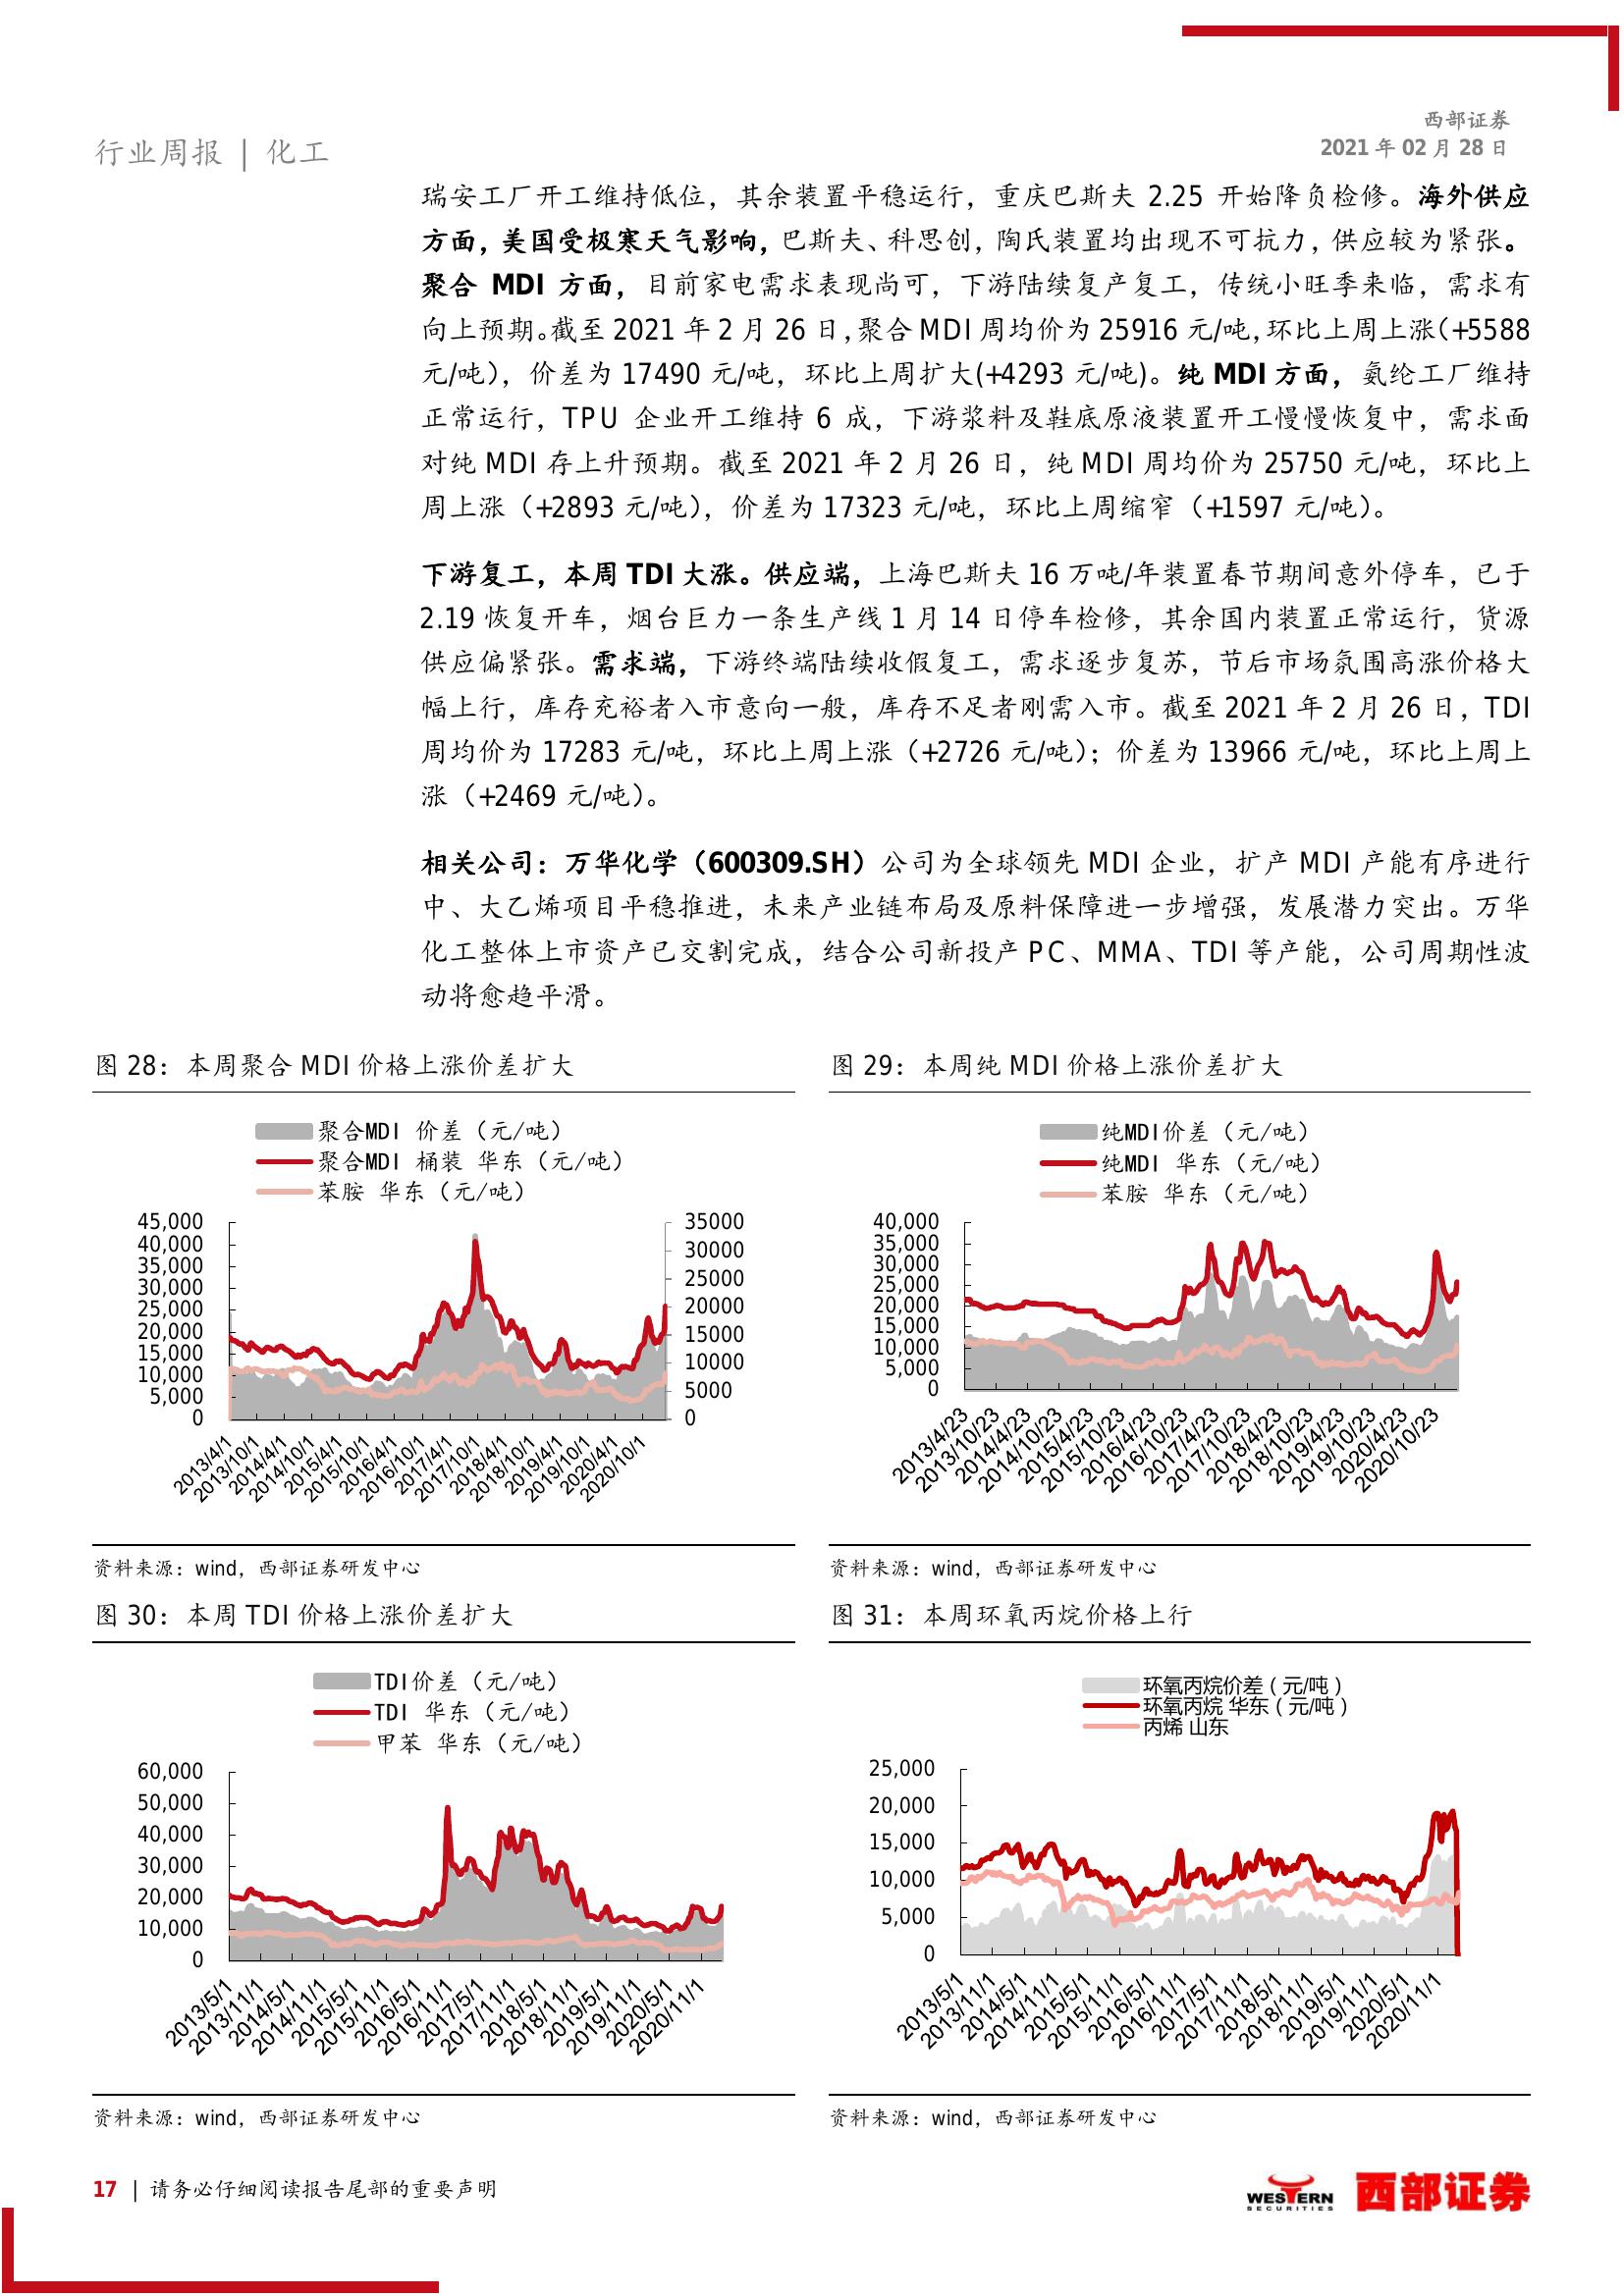 西部证券
2021 年 02 月 28 日
行业周报 | 化工
瑞安工厂开工维持低位，其余装置平稳运行，重庆巴斯夫 2.25 开始降负检修。海外供应
方面，美国受极寒天气影响，巴斯夫、科思创，陶氏装置均出现不可抗力，供应较为紧张。
聚合 MDI 方面，目前家电需求表现尚可，下游陆续复产复工，传统小旺季来临，需求有
向上预期。截至 2021 年 2 月 26 日，聚合 MDI 周均价为 25916 元/吨，环比上周上涨（+5588
元/吨），价差为 17490 元/吨，环比上周扩大(+4293 元/吨)。纯 MDI 方面，氨纶工厂维持
正常运行，TPU 企业开工维持 6 成，下游浆料及鞋底原液装置开工慢慢恢复中，需求面
对纯 MDI 存上升预期。截至 2021 年 2 月 26 日，纯 MDI 周均价为 25750 元/吨，环比上
周上涨（+2893 元/吨），价差为 17323 元/吨，环比上周缩窄（+1597 元/吨）。
下游复工，本周 TDI 大涨。供应端，上海巴斯夫 16 万吨/年装置春节期间意外停车，已于
2.19 恢复开车，烟台巨力一条生产线 1 月 14 日停车检修，其余国内装置正常运行，货源
供应偏紧张。需求端，下游终端陆续收假复工，需求逐步复苏，节后市场氛围高涨价格大
幅上行，库存充裕者入市意向一般，库存不足者刚需入市。截至 2021 年 2 月 26 日，TDI
周均价为 17283 元/吨，环比上周上涨（+2726 元/吨）；价差为 13966 元/吨，环比上周上
涨（+2469 元/吨）。
相关公司：万华化学（600309.SH）公司为全球领先 MDI 企业，扩产 MDI 产能有序进行
中、大乙烯项目平稳推进，未来产业链布局及原料保障进一步增强，发展潜力突出。万华
化工整体上市资产已交割完成，结合公司新投产 PC、MMA、TDI 等产能，公司周期性波
动将愈趋平滑。
图 28：本周聚合 MDI 价格上涨价差扩大
聚合MDI 价差（元/吨）
聚合MDI 桶装 华东（元/吨）
苯胺 华东（元/吨）
45,000
40,000
35,000
30,000
25,000
20,000
15,000
10,000
5,000
0
35000
30000
25000
20000
15000
10000
5000
0
2013/4/1
2013/10/1
2014/4/1
2014/10/1
2015/4/1
2015/10/1
2016/4/1
2016/10/1
2017/4/1
2017/10/1
2018/4/1
2018/10/1
2019/4/1
2019/10/1
2020/4/1
2020/10/1
资料来源：wind，西部证券研发中心
图 29：本周纯 MDI 价格上涨价差扩大
纯MDI价差（元/吨）
纯MDI 华东（元/吨）
苯胺 华东（元/吨）
40,000
35,000
30,000
25,000
20,000
15,000
10,000
5,000
0
2013/4/23
2013/10/23
2014/4/23
2014/10/23
2015/4/23
2015/10/23
2016/4/23
2016/10/23
2017/4/23
2017/10/23
2018/4/23
2018/10/23
2019/4/23
2019/10/23
2020/4/23
2020/10/23
资料来源：wind，西部证券研发中心
图 30：本周 TDI 价格上涨价差扩大
TDI价差（元/吨）
TDI 华东（元/吨）
甲苯 华东（元/吨）
60,000
50,000
40,000
30,000
20,000
10,000
0
2013/5/1
2013/11/1
2014/5/1
2014/11/1
2015/5/1
2015/11/1
2016/5/1
2016/11/1
2017/5/1
2017/11/1
2018/5/1
2018/11/1
2019/5/1
2019/11/1
2020/5/1
2020/11/1
资料来源：wind，西部证券研发中心
图 31：本周环氧丙烷价格上行
环氧丙烷价差（元/吨）
环氧丙烷 华东（元/吨）
丙烯 山东
25,000
20,000
15,000
10,000
5,000
0
2013/5/1
2013/11/1
2014/5/1
2014/11/1
2015/5/1
2015/11/1
2016/5/1
2016/11/1
2017/5/1
2017/11/1
2018/5/1
2018/11/1
2019/5/1
2019/11/1
2020/5/1
2020/11/1
资料来源：wind，西部证券研发中心
17 | 请务必仔细阅读报告尾部的重要声明
WESTERN
SECURITIES
西部证券